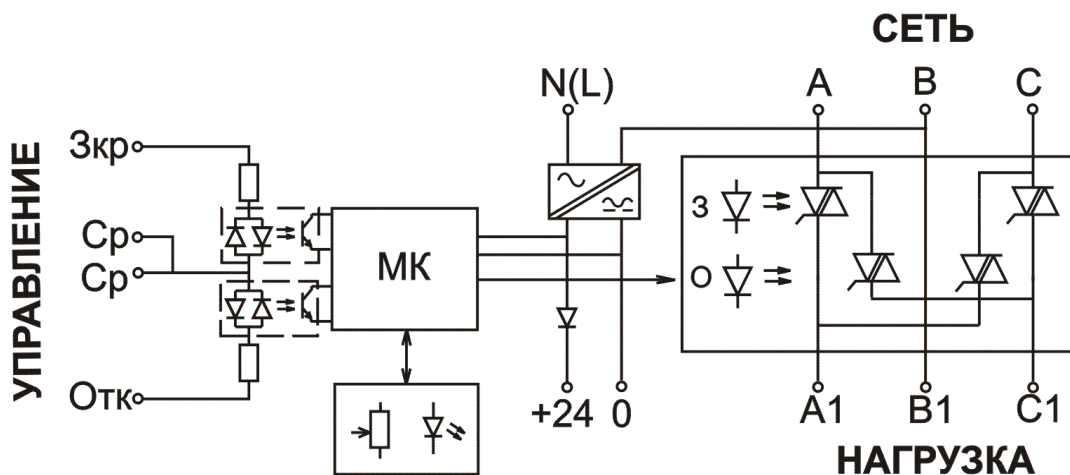 СЕТЬ
N(L)
A
B
C
УПРАВЛЕНИЕ
Зкр
Ср
Ср
Отк
МК
З
О
+24
0
A1
B1
C1
НАГРУЗКА